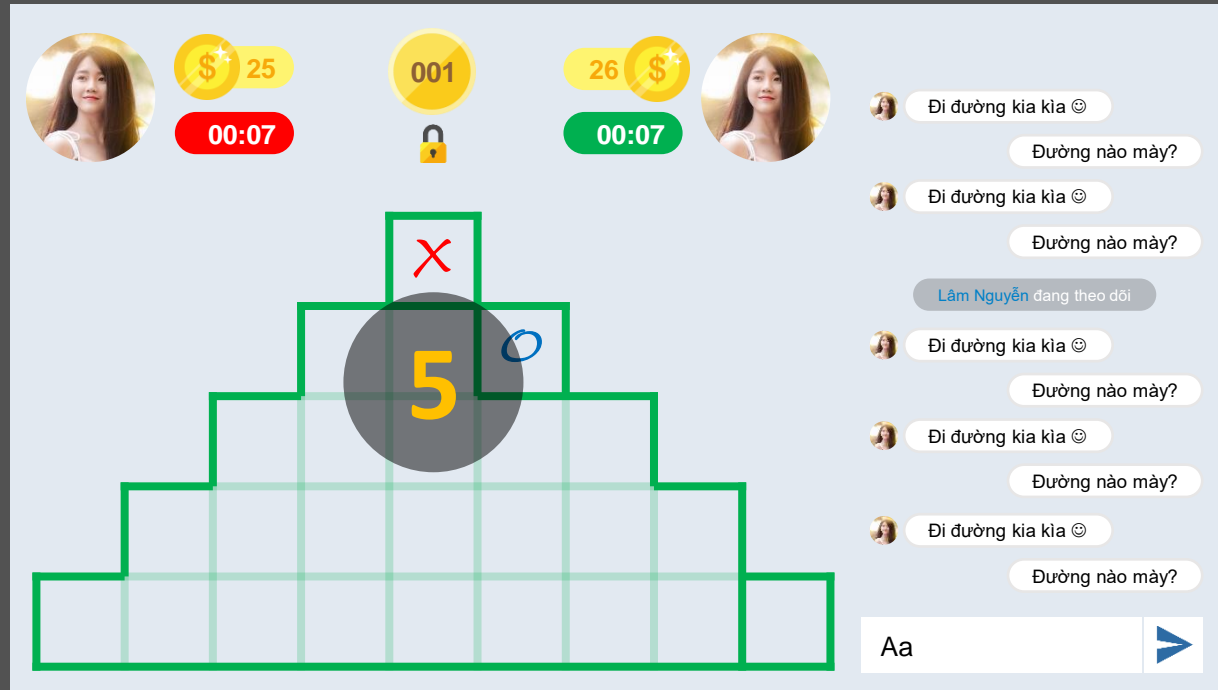 $ 25
001
26 $
00:07
00:07
X
O
5
Đi đường kia kìa ☺
Đường nào mày?
Đi đường kia kìa ☺
Đường nào mày?
Lâm Nguyễn đang theo dõi
Đi đường kia kìa ☺
Đường nào mày?
Đi đường kia kìa ☺
Đường nào mày?
Đi đường kia kìa ☺
Đường nào mày?
Aa